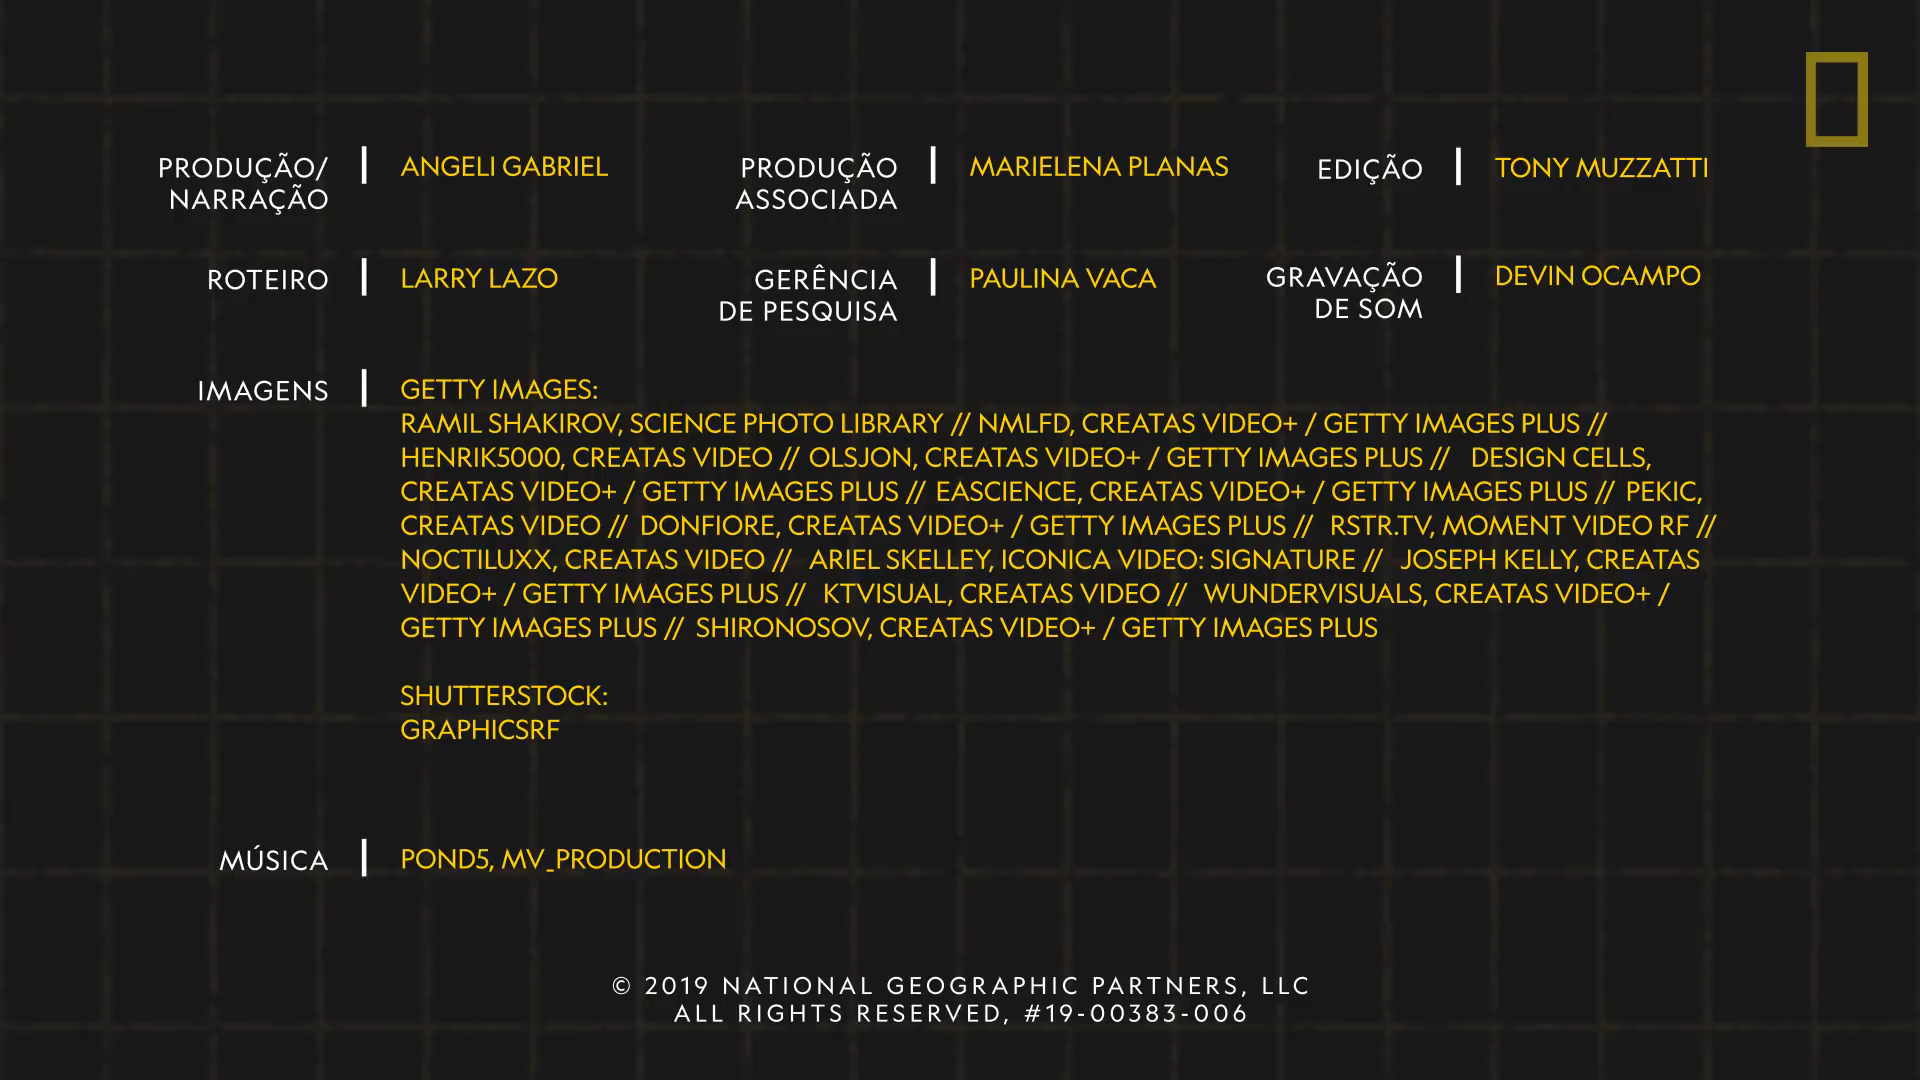 PRODUÇÃO/
NARRAÇÃO
ANGELI GABRIEL
PRODUÇÃO
ASSOCIADA
MARIELENA PLANAS
EDIÇÃO
TONY MUZZATTI
ROTEIRO
LARRY LAZO
GERÊNCIA
DE PESQUISA
PAULINA VACA
GRAVAÇÃO
DE SOM
DEVIN OCAMPO
IMAGENS
GETTY IMAGES:
RAMIL SHAKIROV, SCIENCE PHOTO LIBRARY // NMLFD, CREATAS VIDEO+ / GETTY IMAGES PLUS //
HENRIK5000, CREATAS VIDEO // OLSJON, CREATAS VIDEO+ / GETTY IMAGES PLUS // DESIGN CELLS,
CREATAS VIDEO+ / GETTY IMAGES PLUS // EASCIENCE, CREATAS VIDEO+ / GETTY IMAGES PLUS // PEKIC,
CREATAS VIDEO // DONFIORE, CREATAS VIDEO+ / GETTY IMAGES PLUS // RSTR.TV, MOMENT VIDEO RF //
NOCTILUXX, CREATAS VIDEO // ARIEL SKELLEY, ICONICA VIDEO: SIGNATURE // JOSEPH KELLY, CREATAS
VIDEO+ / GETTY IMAGES PLUS // KTVISUAL, CREATAS VIDEO // WUNDERVISUALS, CREATAS VIDEO+ /
GETTY IMAGES PLUS // SHIRONOSOV, CREATAS VIDEO+ / GETTY IMAGES PLUS
SHUTTERSTOCK:
GRAPHICSRF
MÚSICA
POND5, MV_PRODUCTION
© 2019 NATIONAL GEOGRAPHIC PARTNERS, LLC
ALL RIGHTS RESERVED, #19-00383-006